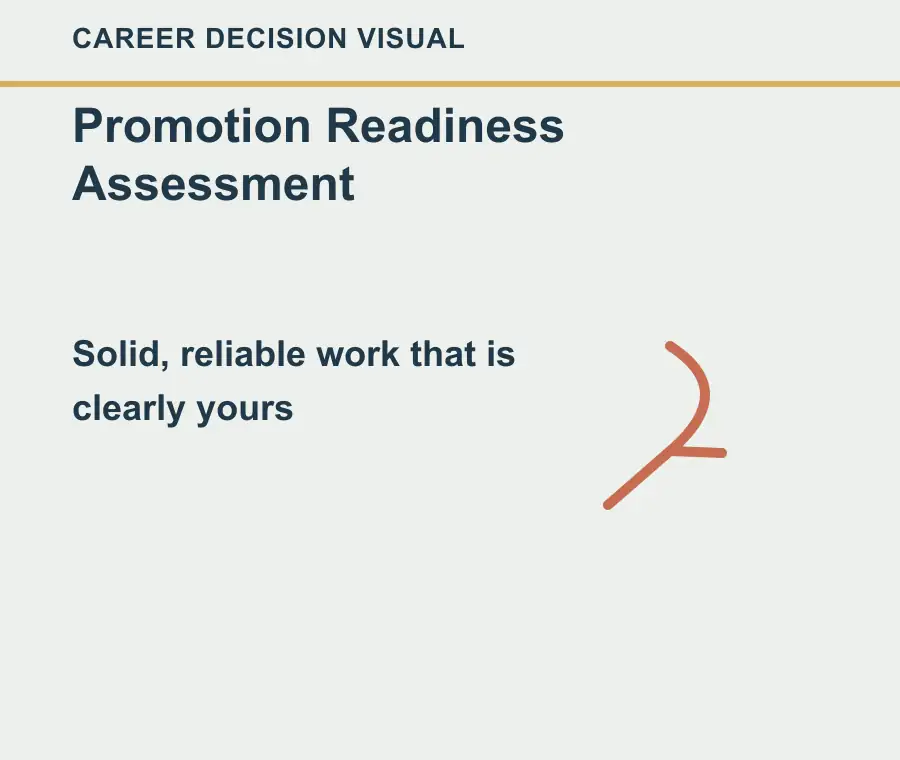 CAREER DECISION VISUAL
Promotion Readiness
Assessment
Solid, reliable work that is
clearly yours